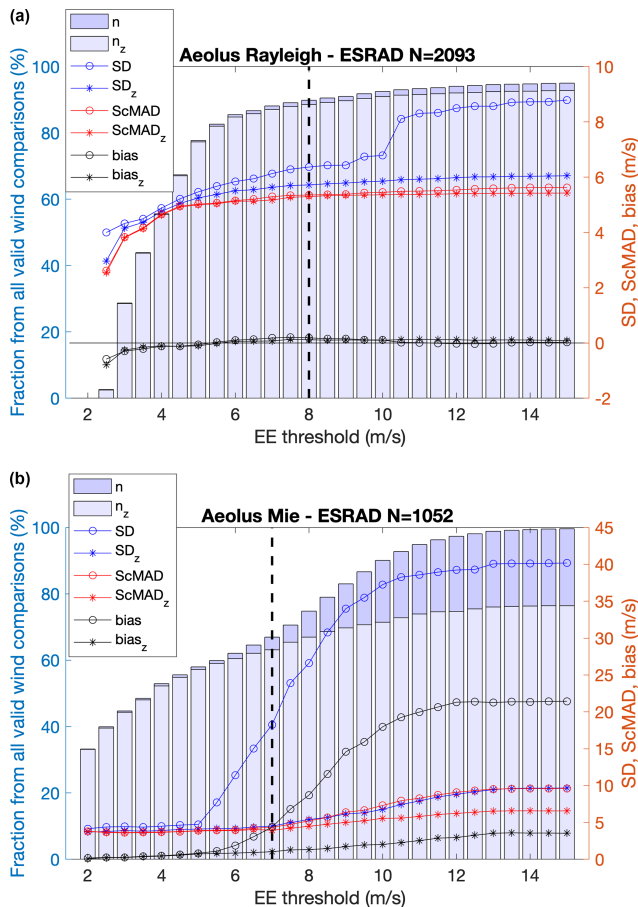 (a)
n
n_z
SD
SD_z
ScMAD
ScMAD_z
bias
bias_z
Aeolus Rayleigh - ESRAD N=2093
Fraction from all valid wind comparisons (%)
100
80
60
40
20
0
10
8
6
4
2
0
-2
SD, ScMAD, bias (m/s)
2 4 6 8 10 12 14
EE threshold (m/s)
(b)
n
n_z
SD
SD_z
ScMAD
ScMAD_z
bias
bias_z
Aeolus Mie - ESRAD N=1052
Fraction from all valid wind comparisons (%)
100
80
60
40
20
0
45
40
35
30
25
20
15
10
5
0
SD, ScMAD, bias (m/s)
2 4 6 8 10 12 14
EE threshold (m/s)